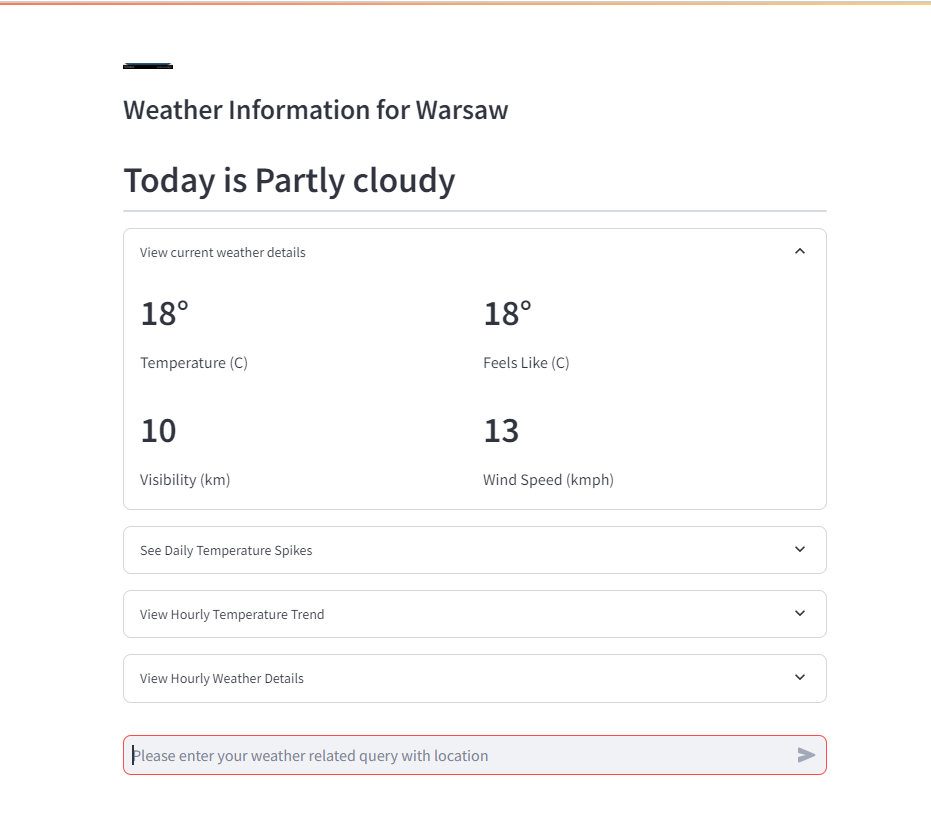 Weather Information for Warsaw
Today is Partly cloudy
View current weather details
18° 18°
Temperature (C) Feels Like (C)
10 13
Visibility (km) Wind Speed (kmph)
See Daily Temperature Spikes
View Hourly Temperature Trend
View Hourly Weather Details
Please enter your weather related query with location